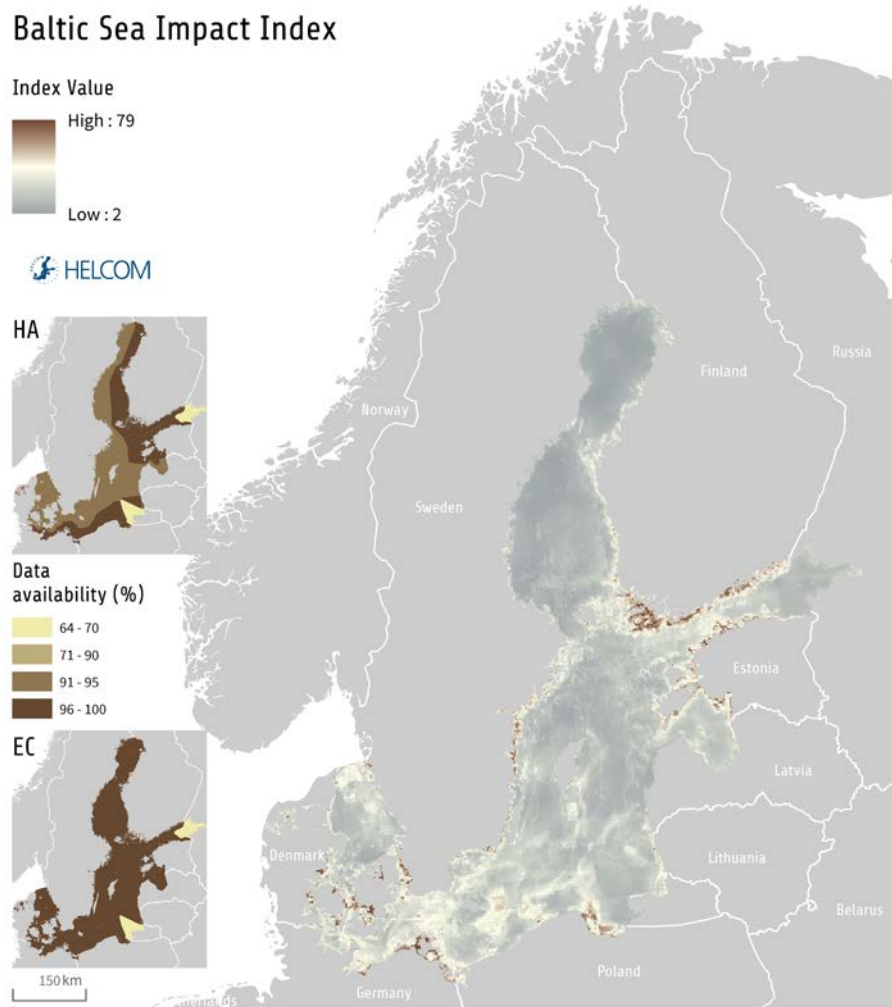 Baltic Sea Impact Index
Index Value
High : 79
Low : 2
HELCOM
HA
Data
availability (%)
64 - 70
71 - 90
91 - 95
96 - 100
EC
150 km
Norway
Sweden
Finland
Russia
Estonia
Latvia
Lithuania
Belarus
Denmark
Germany
Poland
herlands